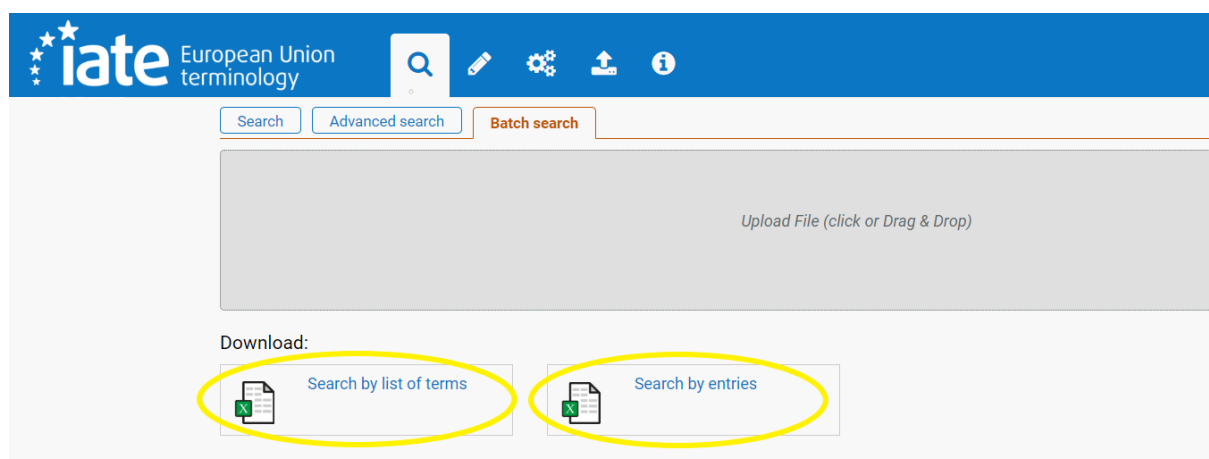 iate European Union
terminology
Search
Advanced search
Batch search
Upload File (click or Drag & Drop)
Download:
Search by list of terms
Search by entries